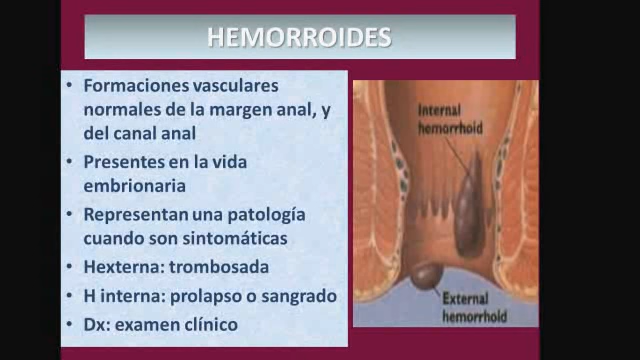 HEMORROIDES
• Formaciones vasculares
normales de la margen anal, y
del canal anal
• Presentes en la vida
embrionaria
• Representan una patología
cuando son sintomáticas
• Hexterna: trombosada
• H interna: prolapso o sangrado
• Dx: examen clínico
Internal
hemorrhoid
External
hemorrhoid